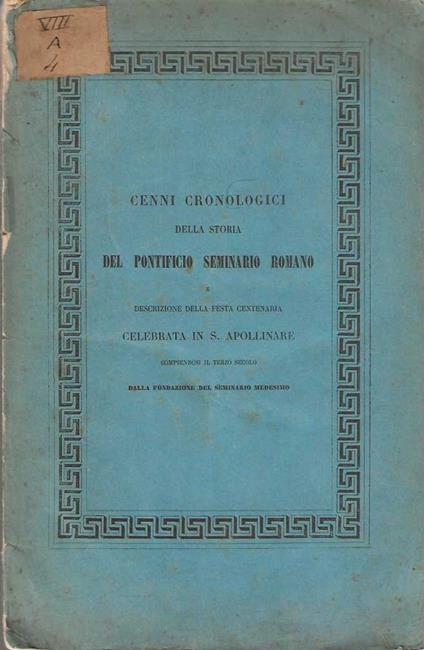 VIII
A
4
CENNI CRONOLOGICI
DELLA STORIA
DEL PONTIFICIO SEMINARIO ROMANO
E
DESCRIZIONE DELLA FESTA CENTENARIA
CELEBRATA IN S. APOLLINARE
COMPIENDOSI IL TERZO SECOLO
DALLA FONDAZIONE DEL SEMINARIO MEDESIMO